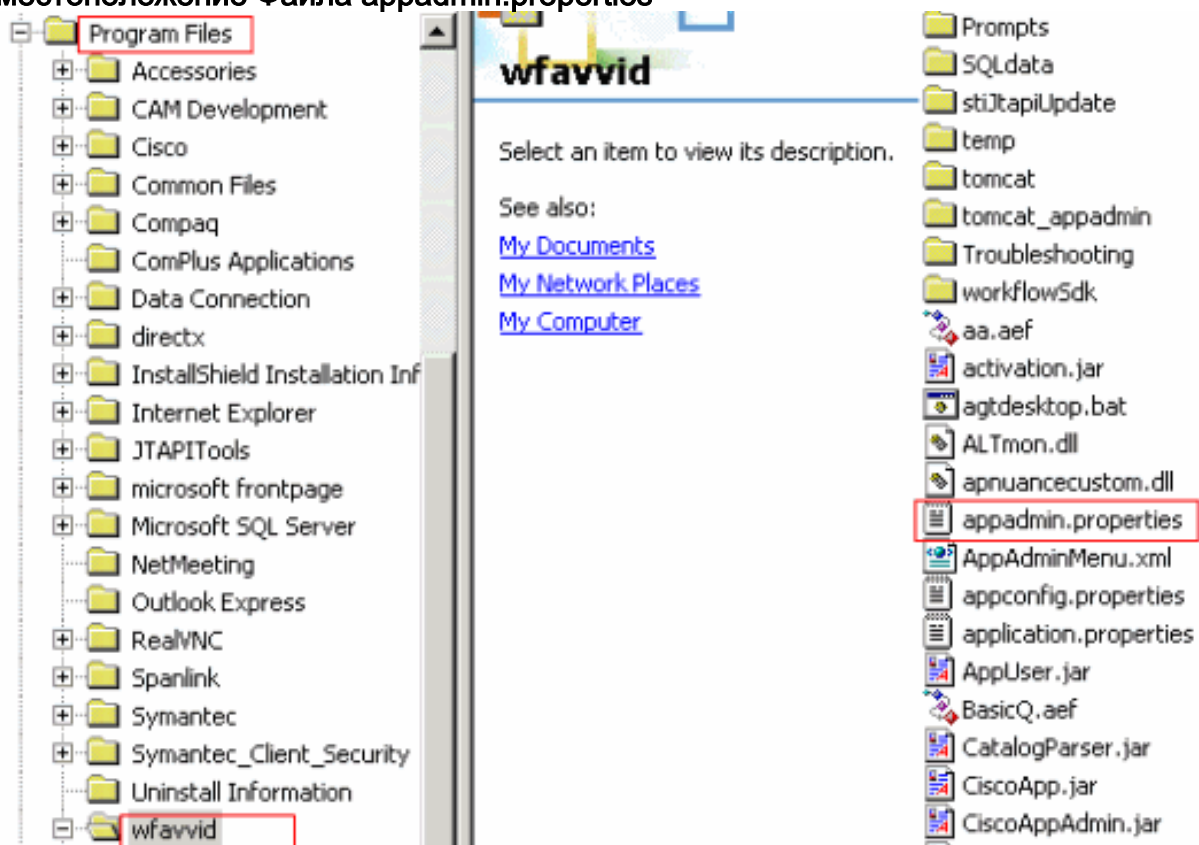 Местоположение Файла appadmin.properties
Program Files
Accessories
CAM Development
Cisco
Common Files
Compaq
ComPlus Applications
Data Connection
directx
InstallShield Installation Inf
Internet Explorer
JTAPITools
microsoft frontpage
Microsoft SQL Server
NetMeeting
Outlook Express
RealVNC
Spanlink
Symantec
Symantec_Client_Security
Uninstall Information
wfavvid
wfavvid
Select an item to view its description.
See also:
My Documents
My Network Places
My Computer
Prompts
SQLdata
stiJtapiUpdate
temp
tomcat
tomcat_appadmin
Troubleshooting
workflowSdk
aa.aef
activation.jar
agtdesktop.bat
ALTmon.dll
apnuancecustom.dll
appadmin.properties
AppAdminMenu.xml
appconfig.properties
application.properties
AppUser.jar
BasicQ.aef
CatalogParser.jar
CiscoApp.jar
CiscoAppAdmin.jar